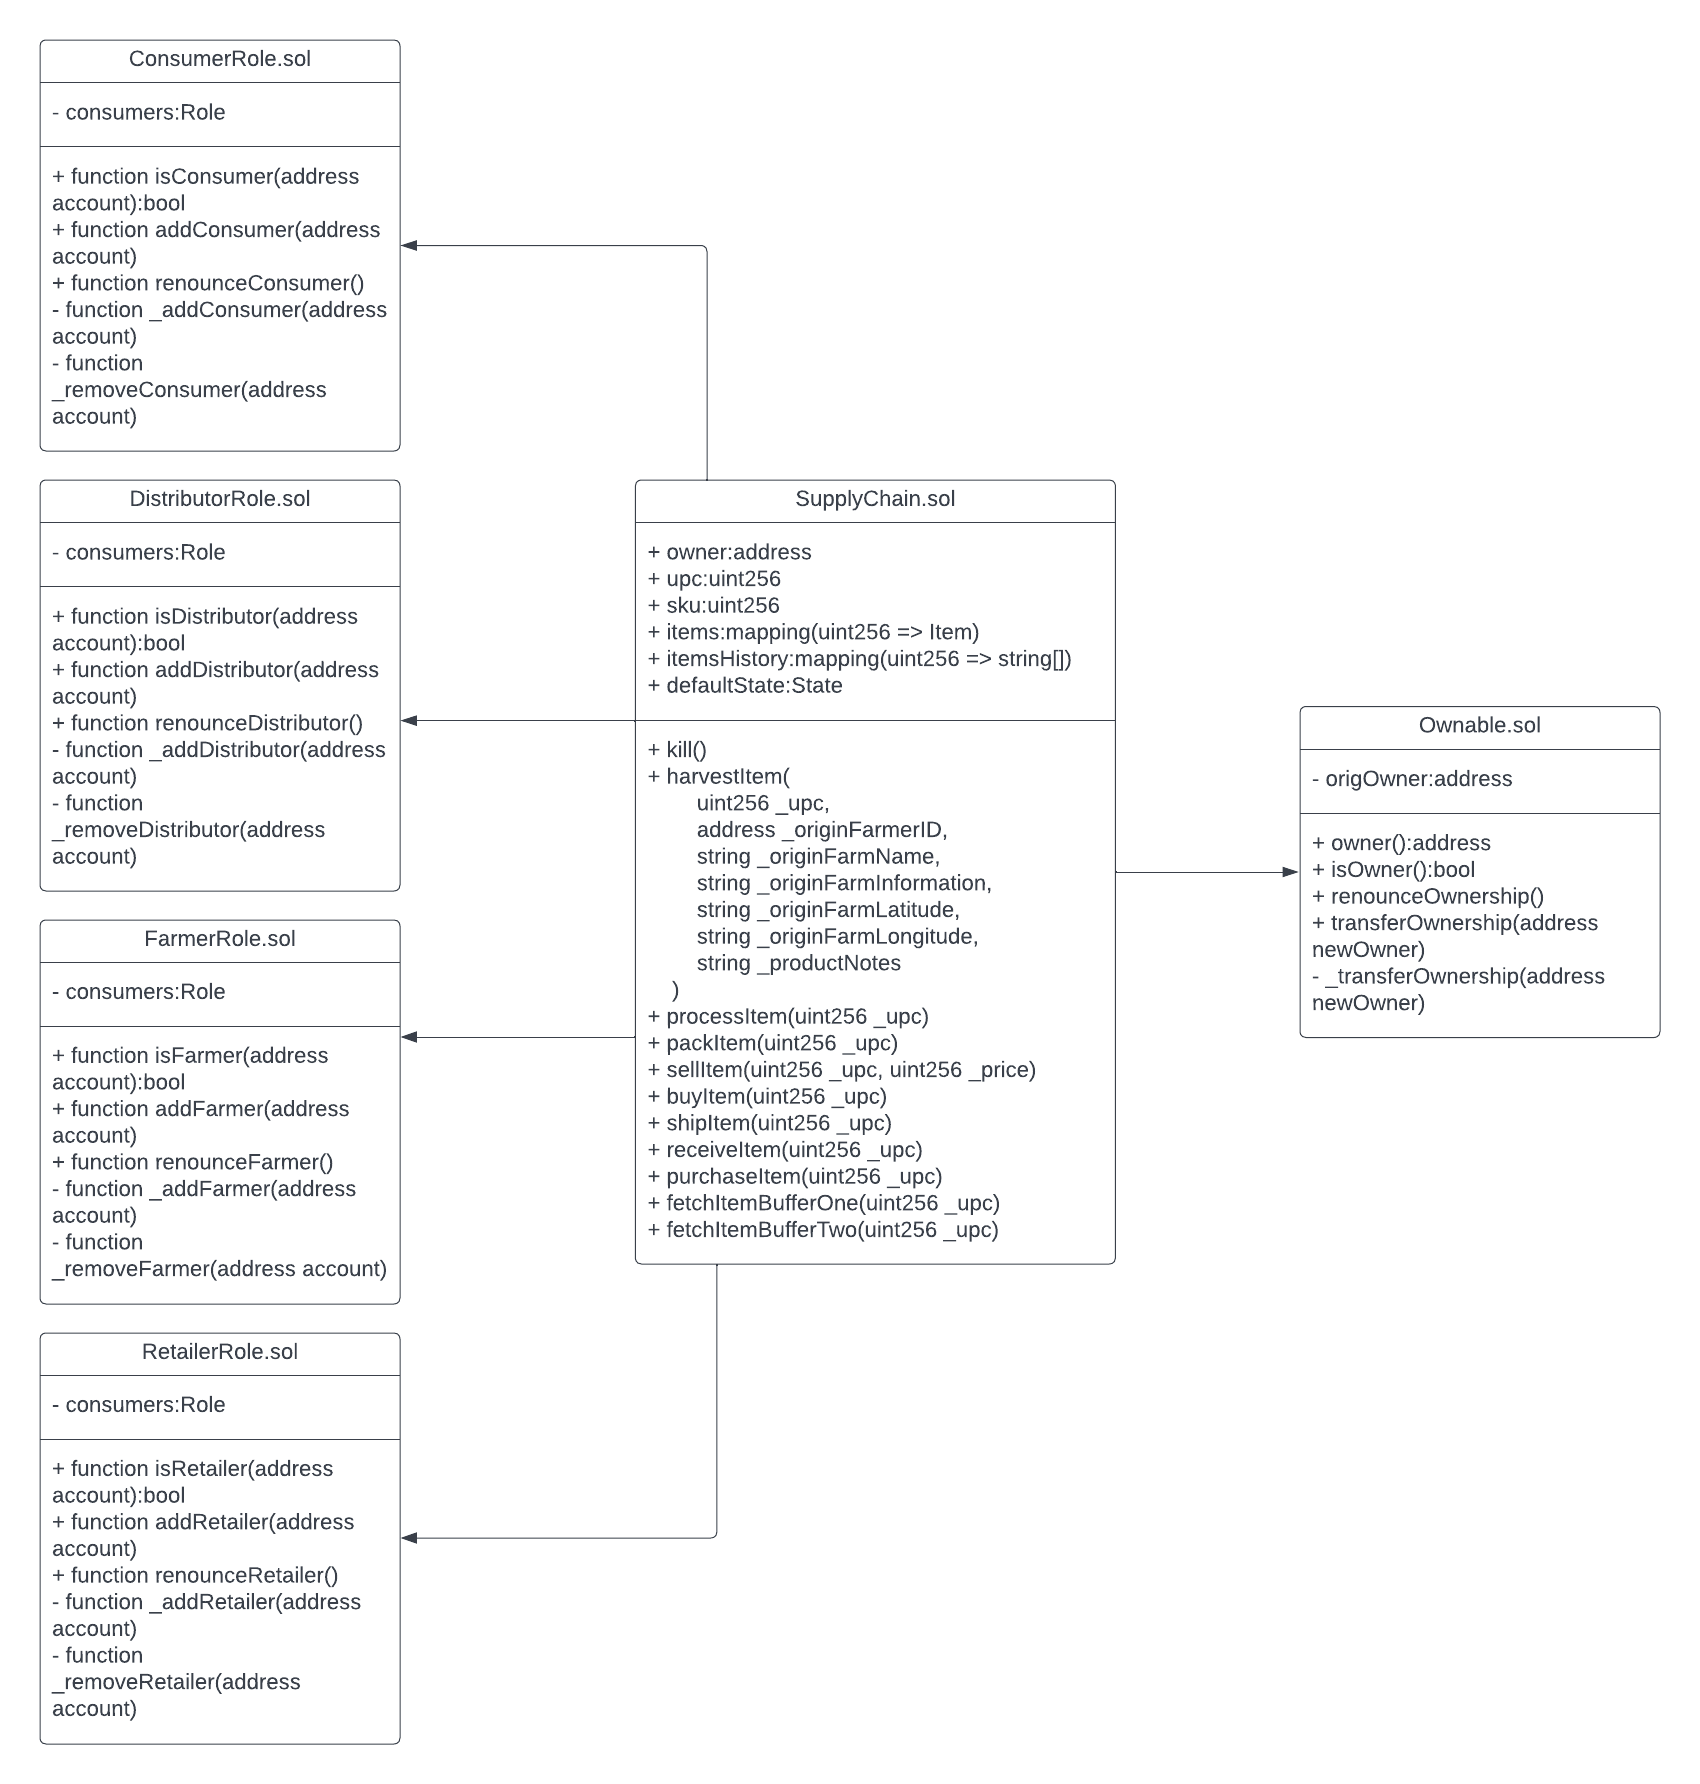 ConsumerRole.sol
- consumers:Role
+ function isConsumer(address
account):bool
+ function addConsumer(address
account)
+ function renounceConsumer()
- function _addConsumer(address
account)
- function
_removeConsumer(address
account)
DistributorRole.sol
- consumers:Role
+ function isDistributor(address
account):bool
+ function addDistributor(address
account)
+ function renounceDistributor()
- function _addDistributor(address
account)
- function
_removeDistributor(address
account)
FarmerRole.sol
- consumers:Role
+ function isFarmer(address
account):bool
+ function addFarmer(address
account)
+ function renounceFarmer()
- function _addFarmer(address
account)
- function
_removeFarmer(address account)
RetailerRole.sol
- consumers:Role
+ function isRetailer(address
account):bool
+ function addRetailer(address
account)
+ function renounceRetailer()
- function _addRetailer(address
account)
- function
_removeRetailer(address
account)
SupplyChain.sol
+ owner:address
+ upc:uint256
+ sku:uint256
+ items:mapping(uint256 => Item)
+ itemsHistory:mapping(uint256 => string[])
+ defaultState:State
+ kill()
+ harvestItem(
uint256 _upc,
address _originFarmerID,
string _originFarmName,
string _originFarmInformation,
string _originFarmLatitude,
string _originFarmLongitude,
string _productNotes
)
+ processItem(uint256 _upc)
+ packItem(uint256 _upc)
+ sellItem(uint256 _upc, uint256 _price)
+ buyItem(uint256 _upc)
+ shipItem(uint256 _upc)
+ receiveItem(uint256 _upc)
+ purchaseItem(uint256 _upc)
+ fetchItemBufferOne(uint256 _upc)
+ fetchItemBufferTwo(uint256 _upc)
Ownable.sol
- origOwner:address
+ owner():address
+ isOwner():bool
+ renounceOwnership()
+ transferOwnership(address
newOwner)
- _transferOwnership(address
newOwner)